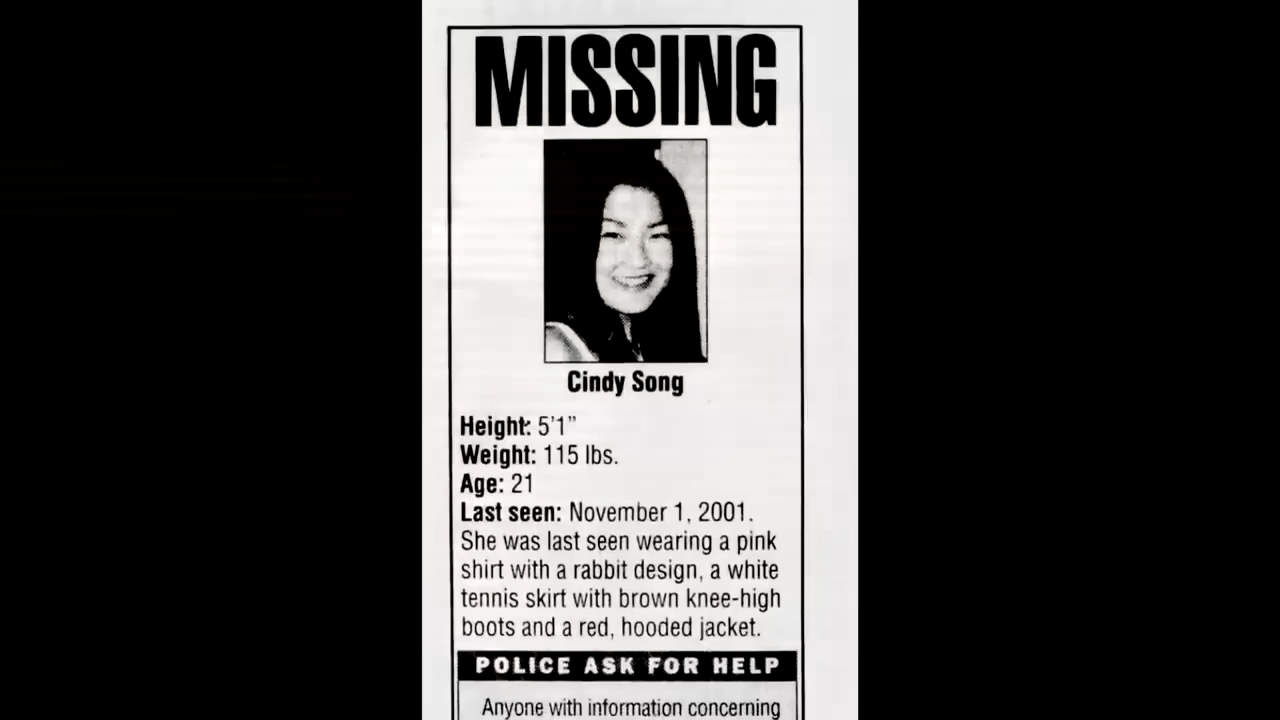 MISSING
Cindy Song
Height: 5'1"
Weight: 115 lbs.
Age: 21
Last seen: November 1, 2001.
She was last seen wearing a pink
shirt with a rabbit design, a white
tennis skirt with brown knee-high
boots and a red, hooded jacket.
POLICE ASK FOR HELP
Anyone with information concerning